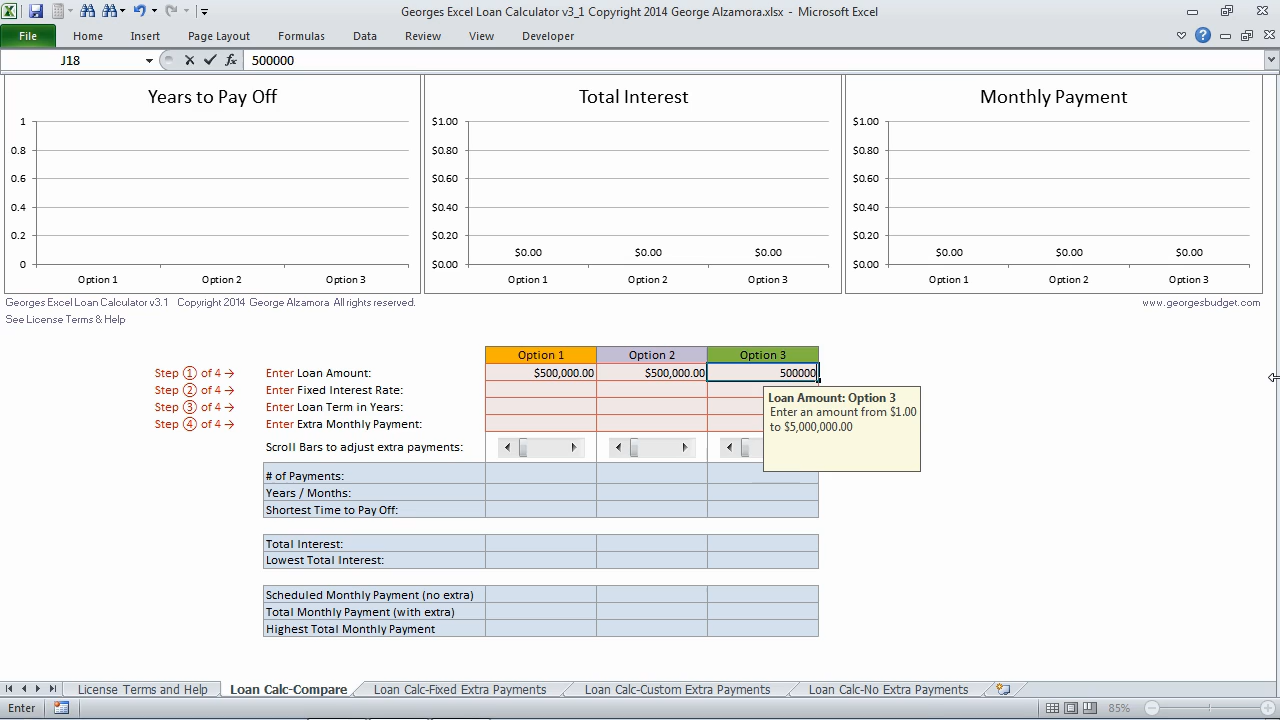 Georges Excel Loan Calculator v3_1 Copyright 2014 George Alzamora.xlsx - Microsoft Excel
File Home Insert Page Layout Formulas Data Review View Developer
J18 fx 500000
Years to Pay Off
1
0.8
0.6
0.4
0.2
0
Option 1 Option 2 Option 3
Total Interest
$1.00
$0.80
$0.60
$0.40
$0.20
$0.00
$0.00 $0.00 $0.00
Option 1 Option 2 Option 3
Monthly Payment
$1.00
$0.80
$0.60
$0.40
$0.20
$0.00
$0.00 $0.00 $0.00
Option 1 Option 2 Option 3
Georges Excel Loan Calculator v3.1 Copyright 2014 George Alzamora All rights reserved. www.georgesbudget.com
See License Terms & Help
Option 1 Option 2 Option 3
Step 1 of 4 → Enter Loan Amount: $500,000.00 $500,000.00 500000
Step 2 of 4 → Enter Fixed Interest Rate:
Step 3 of 4 → Enter Loan Term in Years:
Step 4 of 4 → Enter Extra Monthly Payment:
Loan Amount: Option 3
Enter an amount from $1.00
to $5,000,000.00
Scroll Bars to adjust extra payments:
# of Payments:
Years / Months:
Shortest Time to Pay Off:
Total Interest:
Lowest Total Interest:
Scheduled Monthly Payment (no extra)
Total Monthly Payment (with extra)
Highest Total Monthly Payment
License Terms and Help Loan Calc-Compare Loan Calc-Fixed Extra Payments Loan Calc-Custom Extra Payments Loan Calc-No Extra Payments
Enter 85%